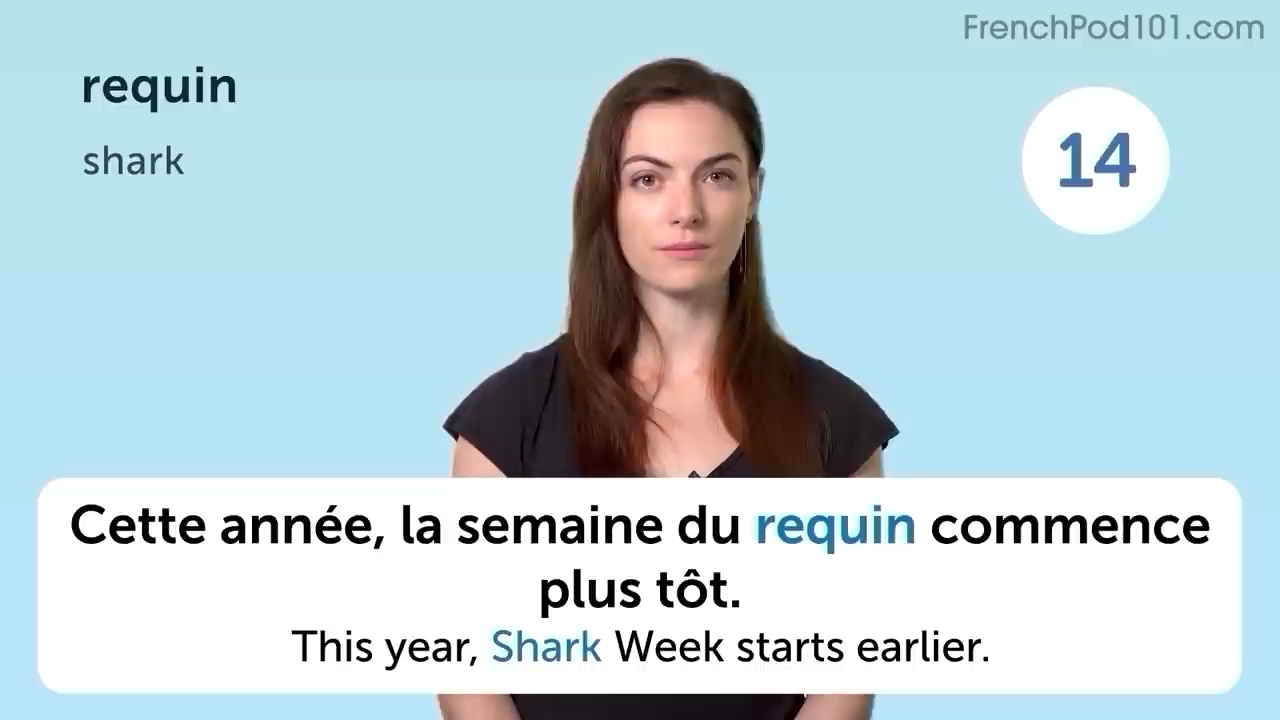 FrenchPod101.com
requin
shark
14
Cette année, la semaine du requin commence
plus tôt.
This year, Shark Week starts earlier.